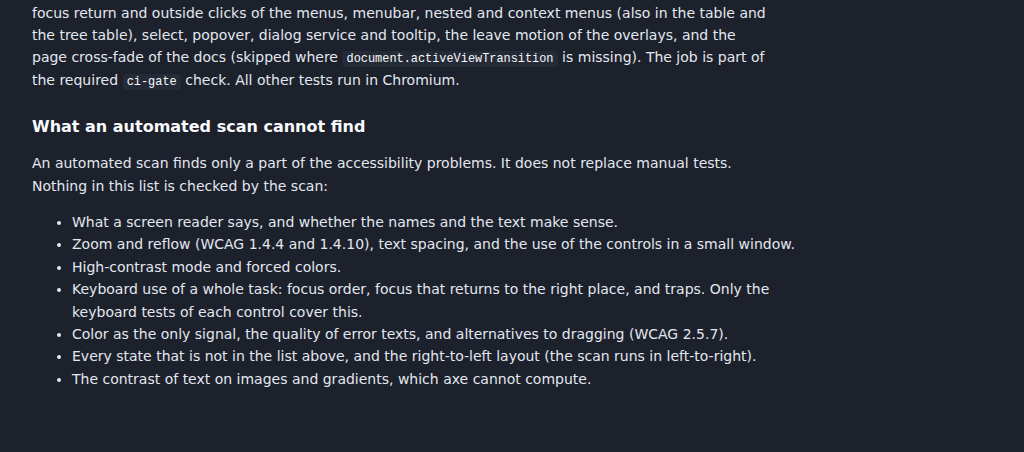 focus return and outside clicks of the menus, menubar, nested and context menus (also in the table and
the tree table), select, popover, dialog service and tooltip, the leave motion of the overlays, and the
page cross-fade of the docs (skipped where document.activeViewTransition is missing). The job is part of
the required ci-gate check. All other tests run in Chromium.
What an automated scan cannot find
An automated scan finds only a part of the accessibility problems. It does not replace manual tests.
Nothing in this list is checked by the scan:
• What a screen reader says, and whether the names and the text make sense.
• Zoom and reflow (WCAG 1.4.4 and 1.4.10), text spacing, and the use of the controls in a small window.
• High-contrast mode and forced colors.
• Keyboard use of a whole task: focus order, focus that returns to the right place, and traps. Only the
keyboard tests of each control cover this.
• Color as the only signal, the quality of error texts, and alternatives to dragging (WCAG 2.5.7).
• Every state that is not in the list above, and the right-to-left layout (the scan runs in left-to-right).
• The contrast of text on images and gradients, which axe cannot compute.